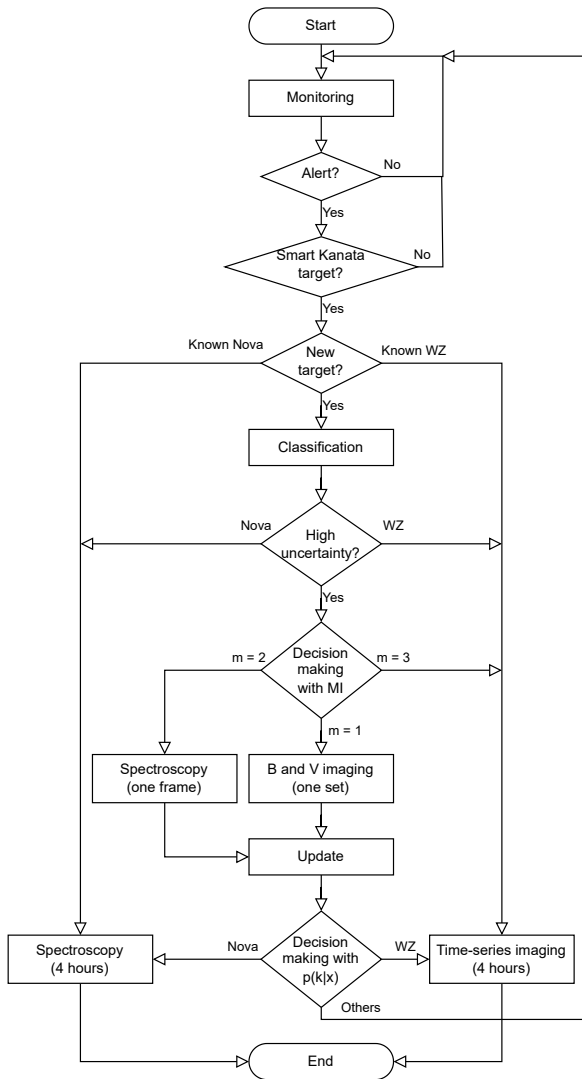 Start
Monitoring
Alert?
No
Yes
Smart Kanata
target?
No
Yes
Known Nova
New
target?
Known WZ
Yes
Classification
Nova
High
uncertainty?
WZ
Yes
m = 2
Decision
making
with MI
m = 3
m = 1
Spectroscopy
(one frame)
B and V imaging
(one set)
Update
Spectroscopy
(4 hours)
Nova
Decision
making with
p(k|x)
WZ
Time-series imaging
(4 hours)
Others
End